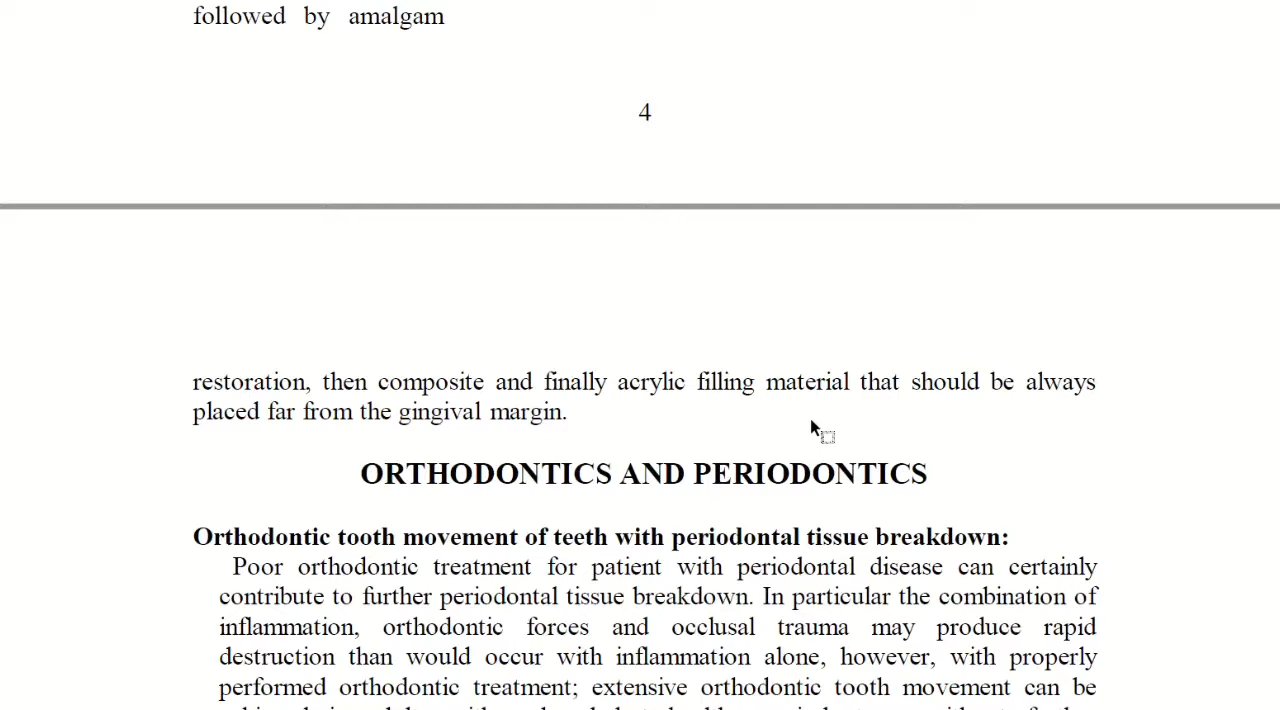 followed by amalgam
4
restoration, then composite and finally acrylic filling material that should be always
placed far from the gingival margin.
ORTHODONTICS AND PERIODONTICS
Orthodontic tooth movement of teeth with periodontal tissue breakdown:
Poor orthodontic treatment for patient with periodontal disease can certainly
contribute to further periodontal tissue breakdown. In particular the combination of
inflammation, orthodontic forces and occlusal trauma may produce rapid
destruction than would occur with inflammation alone, however, with properly
performed orthodontic treatment; extensive orthodontic tooth movement can be